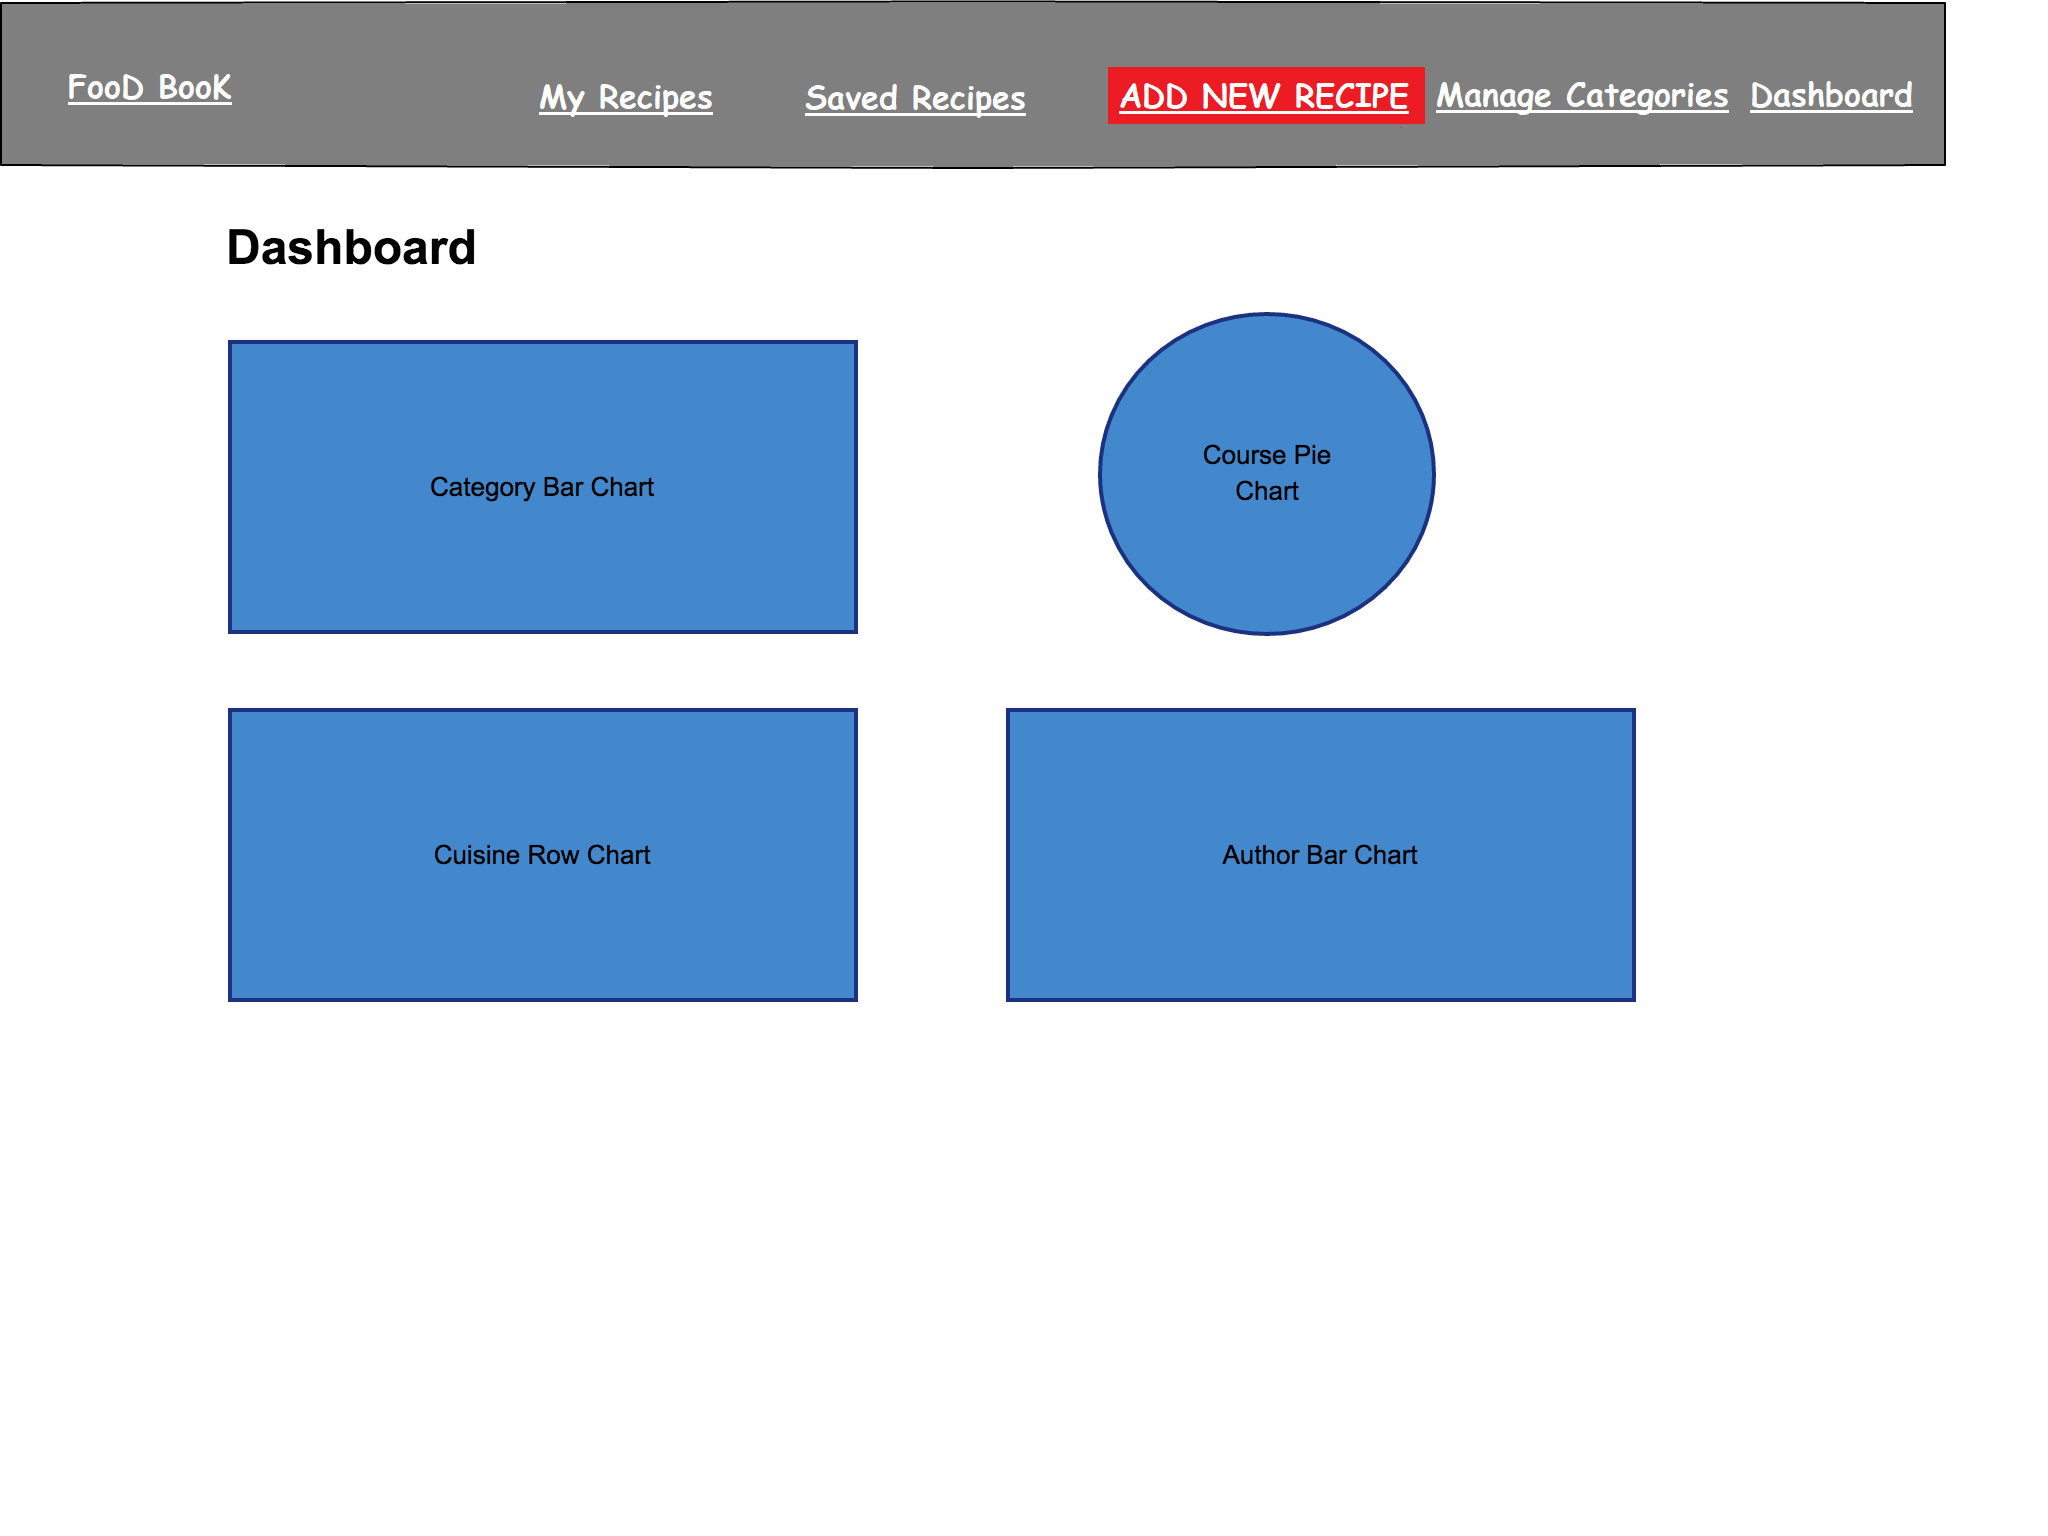 FooD BooK
My Recipes
Saved Recipes
ADD NEW RECIPE
Manage Categories
Dashboard
Dashboard
Category Bar Chart
Course Pie
Chart
Cuisine Row Chart
Author Bar Chart